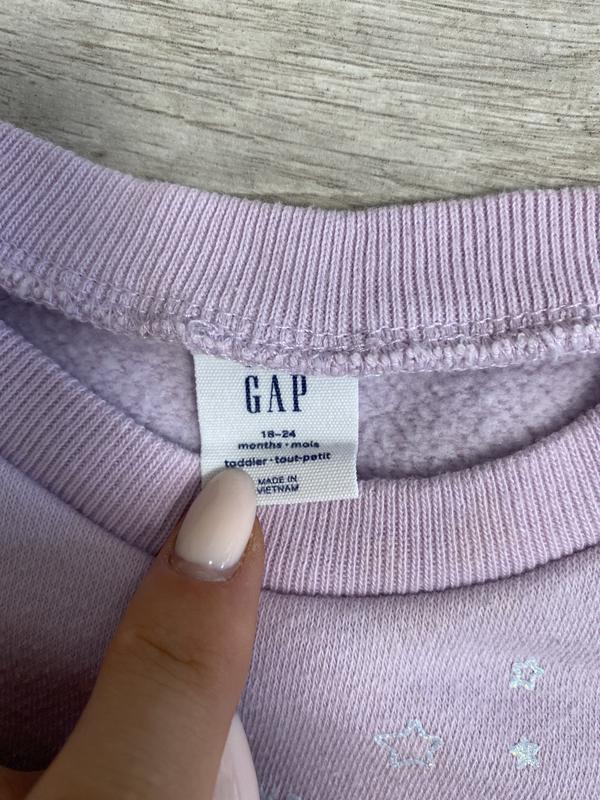 GAP
18–24
months · mois
toddler · tout-petit
MADE IN
VIETNAM